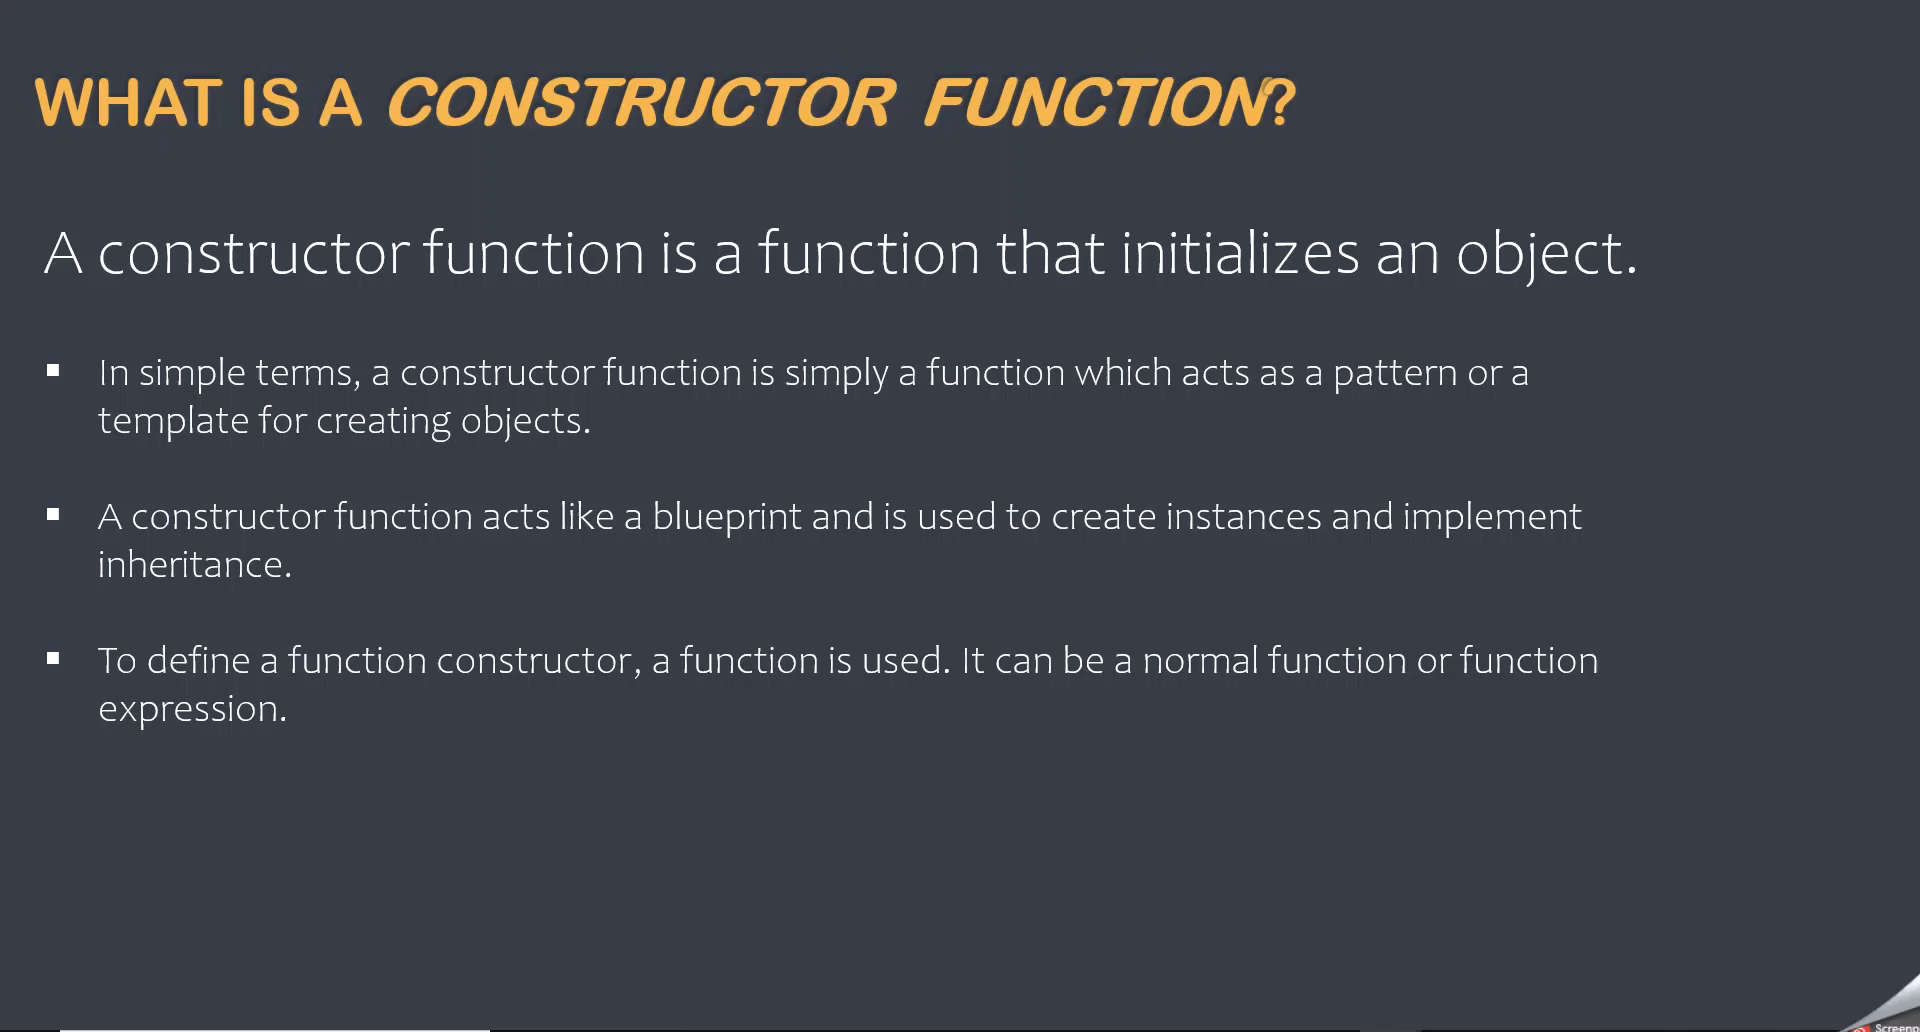 WHAT IS A CONSTRUCTOR FUNCTION?
A constructor function is a function that initializes an object.
▪ In simple terms, a constructor function is simply a function which acts as a pattern or a
template for creating objects.
▪ A constructor function acts like a blueprint and is used to create instances and implement
inheritance.
▪ To define a function constructor, a function is used. It can be a normal function or function
expression.